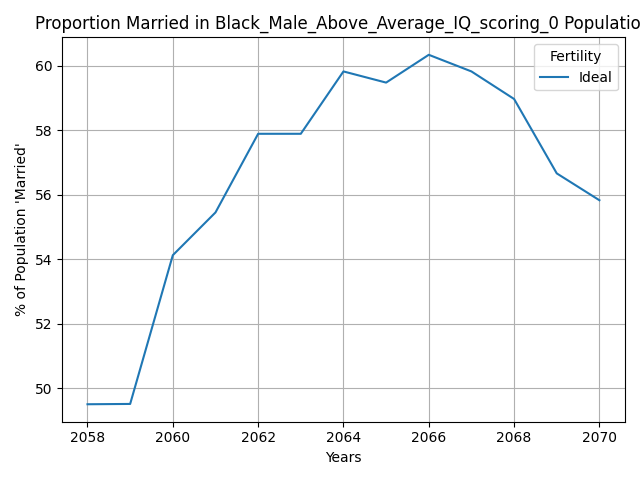 Proportion Married in Black_Male_Above_Average_IQ_scoring_0 Populatio
Fertility
Ideal
% of Population 'Married'
60
58
56
54
52
50
2058 2060 2062 2064 2066 2068 2070
Years